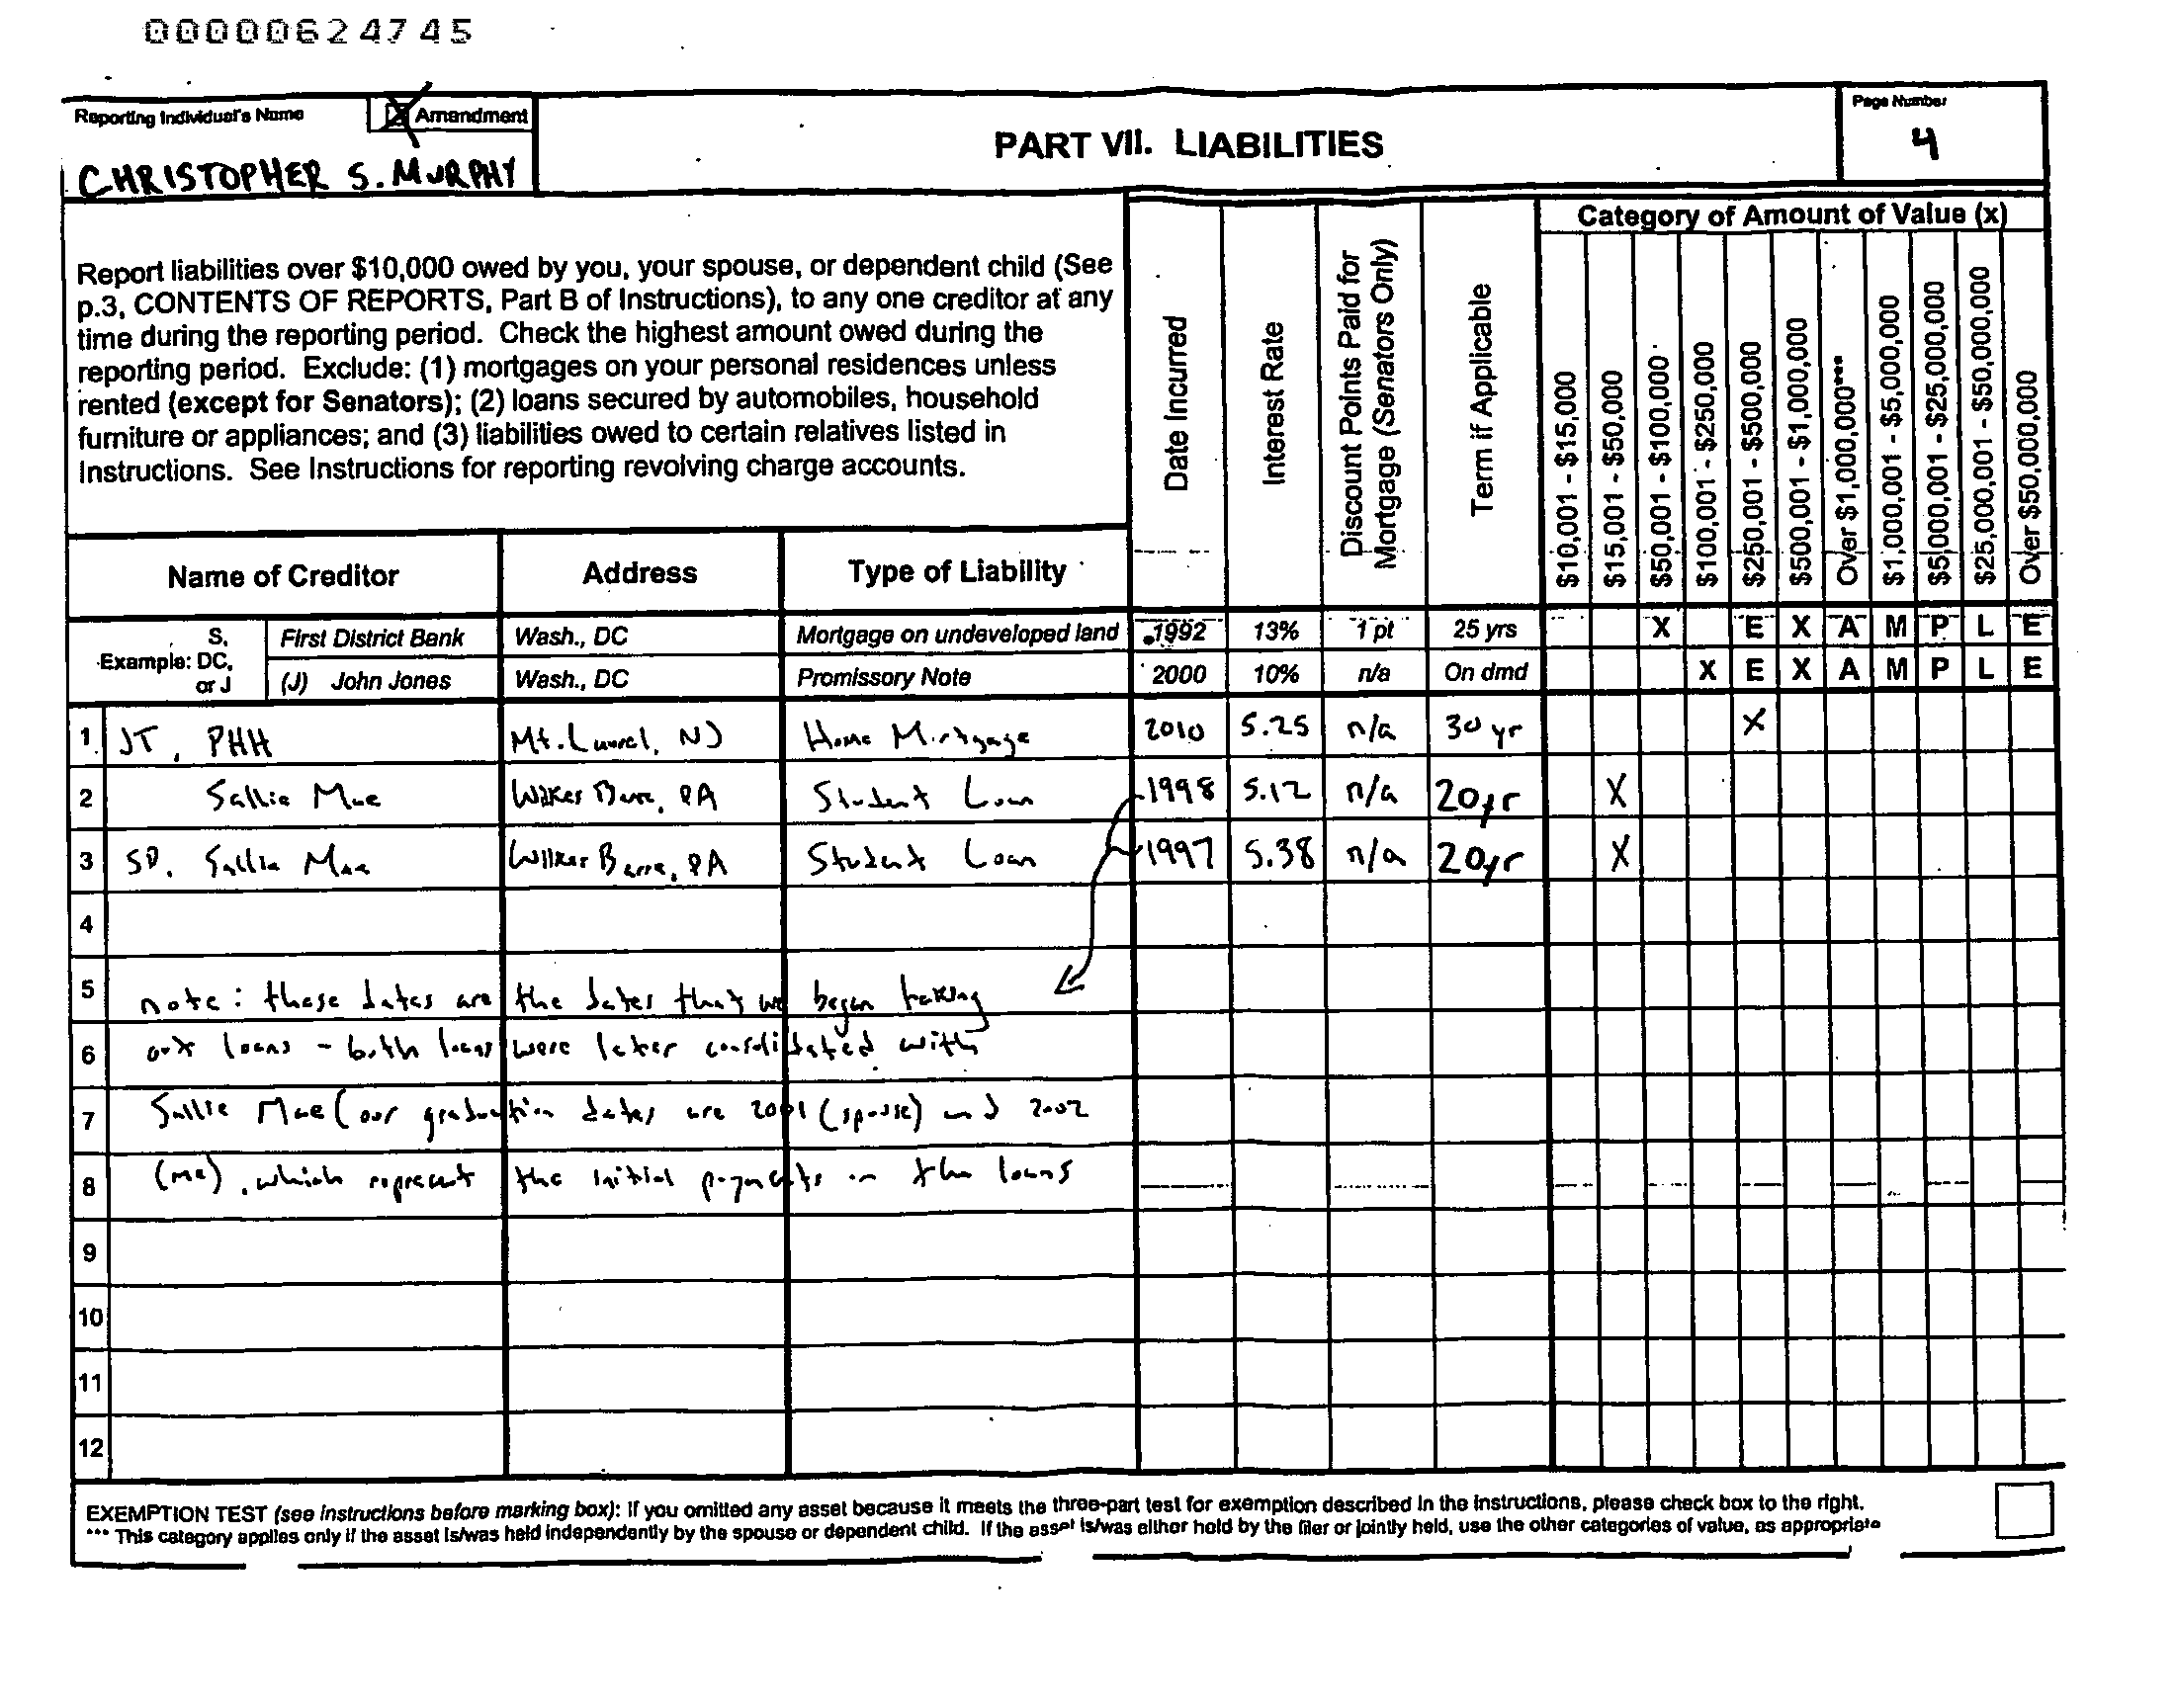 00000624745
Reporting Individual's Name
Amendment
CHRISTOPHER S. MURPHY
PART VII. LIABILITIES
Page Number
4
Report liabilities over $10,000 owed by you, your spouse, or dependent child (See
p.3, CONTENTS OF REPORTS, Part B of Instructions), to any one creditor at any
time during the reporting period. Check the highest amount owed during the
reporting period. Exclude: (1) mortgages on your personal residences unless
rented (except for Senators); (2) loans secured by automobiles, household
furniture or appliances; and (3) liabilities owed to certain relatives listed in
Instructions. See Instructions for reporting revolving charge accounts.
Date Incurred
Interest Rate
Discount Points Paid for
Mortgage (Senators Only)
Term if Applicable
Category of Amount of Value (x)
$10,001 - $15,000
$15,001 - $50,000
$50,001 - $100,000
$100,001 - $250,000
$250,001 - $500,000
$500,001 - $1,000,000
Over $1,000,000***
$1,000,001 - $5,000,000
$5,000,001 - $25,000,000
$25,000,001 - $50,000,000
Over $50,000,000
Name of Creditor Address Type of Liability
Example: S, DC, or J
First District Bank Wash., DC Mortgage on undeveloped land 1992 13% 1 pt 25 yrs X E X A M P L E
(J) John Jones Wash., DC Promissory Note 2000 10% n/a On dmd X E X A M P L E
1 JT, PHH Mt. Laurel, NJ Home Mortgage 2010 5.25 n/a 30 yr X
2 Sallie Mae Wilkes Barre, PA Student Loan 1998 5.12 n/a 20yr X
3 SP. Sallie Mae Wilkes Barre, PA Student Loan 1997 5.38 n/a 20yr X
4
5 note: these dates are the dates that we began taking
6 out loans - both loans were later consolidated with
7 Sallie Mae (our graduation dates are 2001 (spouse) and 2002
8 (me), which represent the initial payments on the loans
9
10
11
12
EXEMPTION TEST (see instructions before marking box): If you omitted any asset because it meets the three-part test for exemption described in the instructions, please check box to the right.
*** This category applies only if the asset is/was held independently by the spouse or dependent child. If the asset is/was either held by the filer or jointly held, use the other categories of value, as appropriate